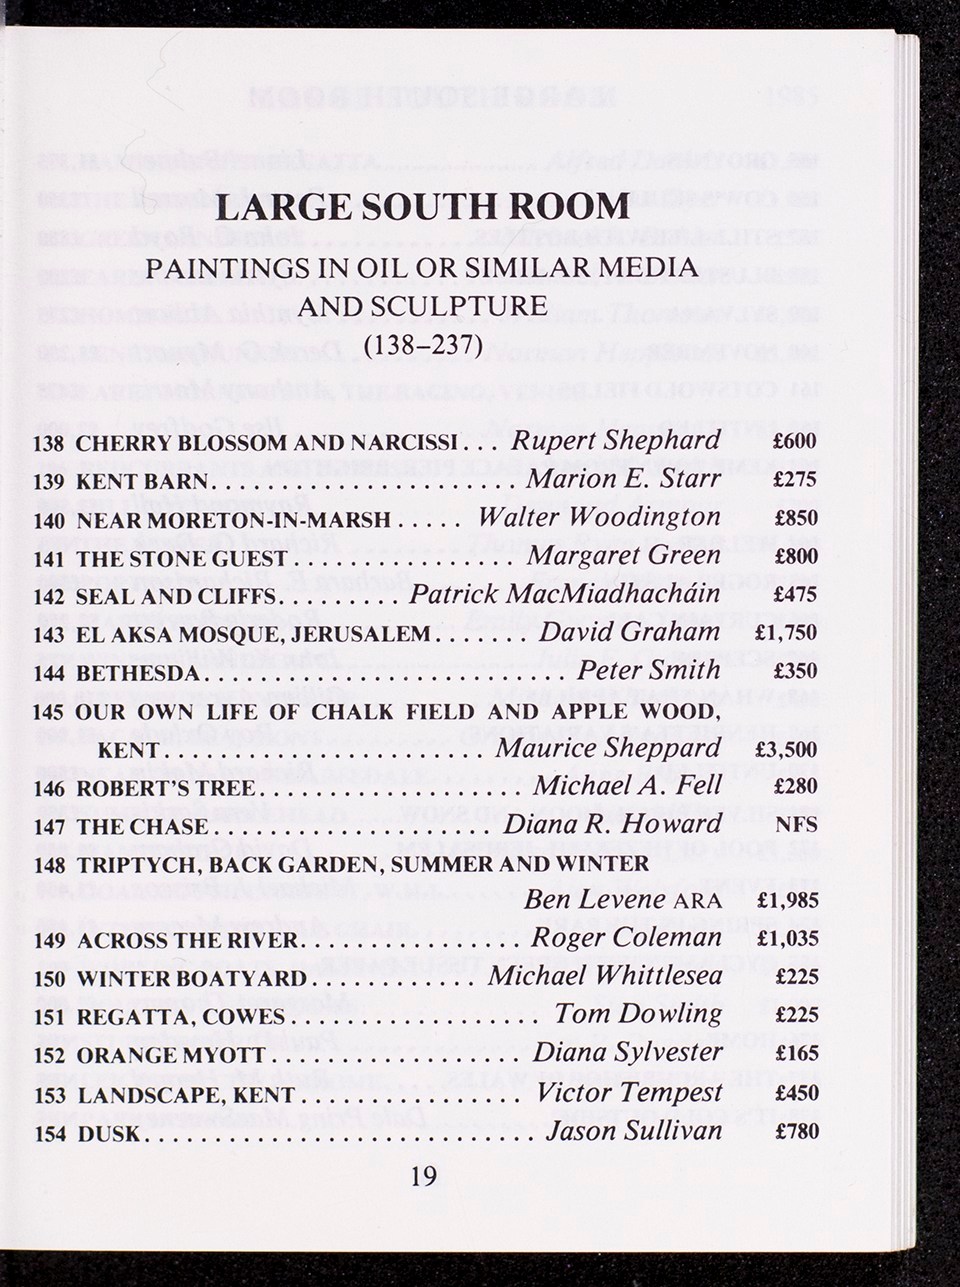 LARGE SOUTH ROOM
PAINTINGS IN OIL OR SIMILAR MEDIA
AND SCULPTURE
(138–237)
138 CHERRY BLOSSOM AND NARCISSI . . . Rupert Shephard £600
139 KENT BARN. . . . . . . . . . . . . . . . . . . . . . Marion E. Starr £275
140 NEAR MORETON-IN-MARSH . . . . . Walter Woodington £850
141 THE STONE GUEST . . . . . . . . . . . . . . . . Margaret Green £800
142 SEAL AND CLIFFS. . . . . . . . . Patrick MacMiadhacháin £475
143 EL AKSA MOSQUE, JERUSALEM. . . . . . . David Graham £1,750
144 BETHESDA. . . . . . . . . . . . . . . . . . . . . . . . . . Peter Smith £350
145 OUR OWN LIFE OF CHALK FIELD AND APPLE WOOD,
KENT . . . . . . . . . . . . . . . . . . . . . . Maurice Sheppard £3,500
146 ROBERT'S TREE. . . . . . . . . . . . . . . . . . Michael A. Fell £280
147 THE CHASE. . . . . . . . . . . . . . . . . . . Diana R. Howard NFS
148 TRIPTYCH, BACK GARDEN, SUMMER AND WINTER
Ben Levene ARA £1,985
149 ACROSS THE RIVER. . . . . . . . . . . . . . . Roger Coleman £1,035
150 WINTER BOATYARD. . . . . . . . . . . . Michael Whittlesea £225
151 REGATTA, COWES . . . . . . . . . . . . . . . . . . Tom Dowling £225
152 ORANGE MYOTT . . . . . . . . . . . . . . . . . . Diana Sylvester £165
153 LANDSCAPE, KENT . . . . . . . . . . . . . . . . Victor Tempest £450
154 DUSK. . . . . . . . . . . . . . . . . . . . . . . . . . . Jason Sullivan £780
19